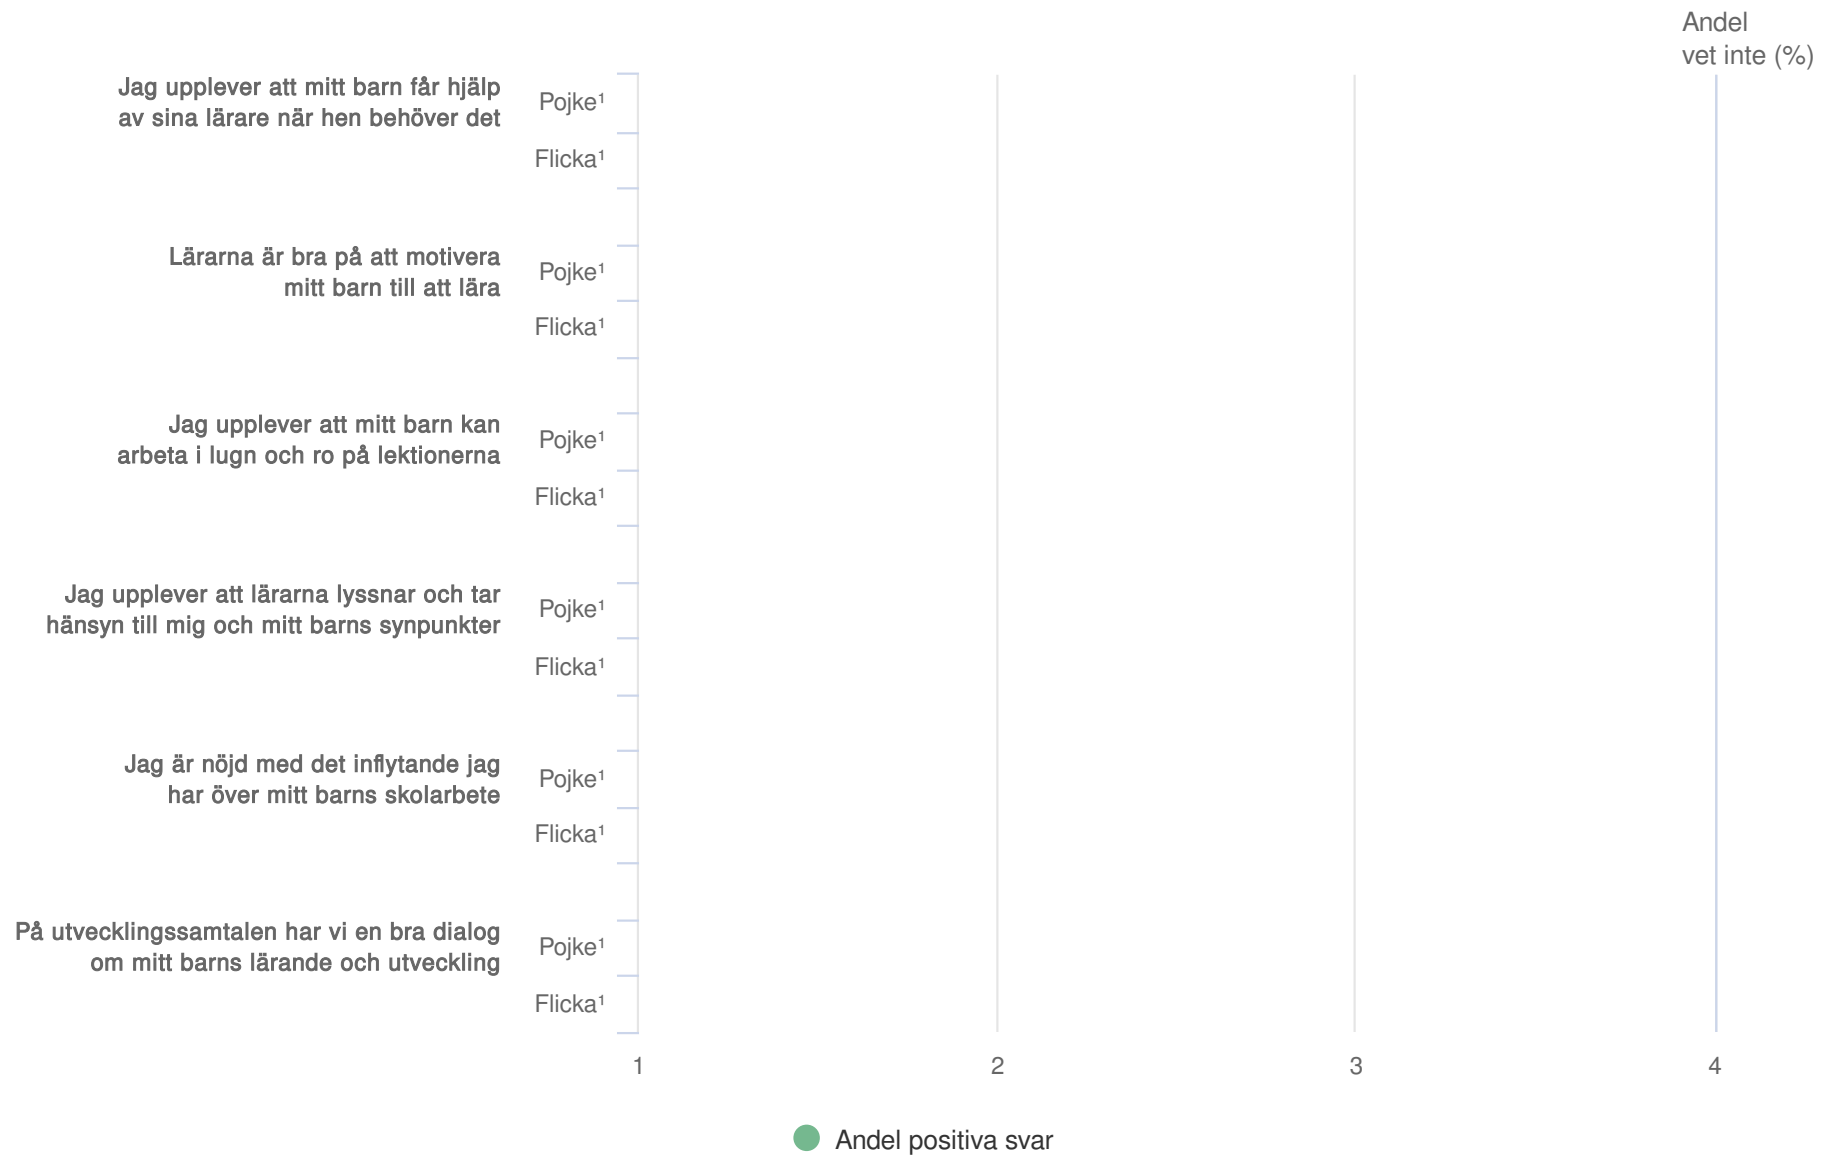 Andel
vet inte (%)
Jag upplever att mitt barn får hjälp
av sina lärare när hen behöver det
Pojke¹
Flicka¹
Lärarna är bra på att motivera
mitt barn till att lära
Pojke¹
Flicka¹
Jag upplever att mitt barn kan
arbeta i lugn och ro på lektionerna
Pojke¹
Flicka¹
Jag upplever att lärarna lyssnar och tar
hänsyn till mig och mitt barns synpunkter
Pojke¹
Flicka¹
Jag är nöjd med det inflytande jag
har över mitt barns skolarbete
Pojke¹
Flicka¹
På utvecklingssamtalen har vi en bra dialog
om mitt barns lärande och utveckling
Pojke¹
Flicka¹
1 2 3 4
Andel positiva svar